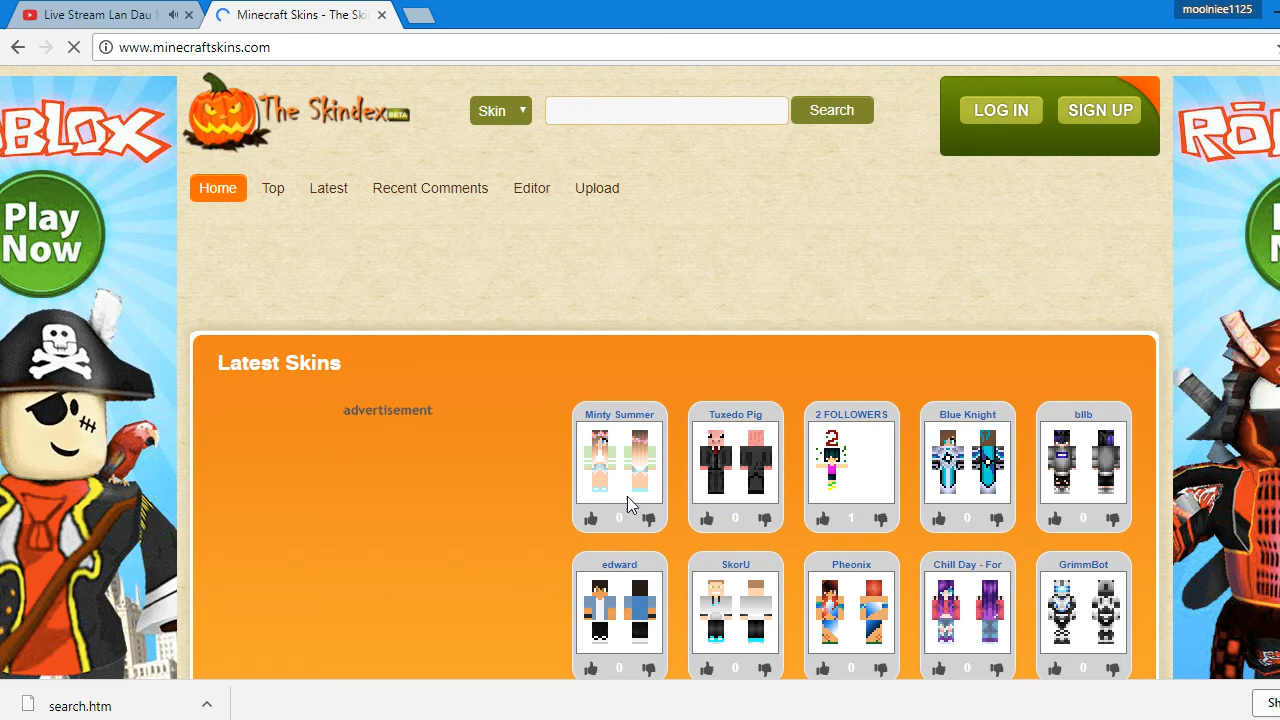 Live Stream Lan Dau
Minecraft Skins - The Ski
moolniee1125
www.minecraftskins.com
The Skindex BETA
Skin
Search
LOG IN
SIGN UP
Home
Top
Latest
Recent Comments
Editor
Upload
BLOX
Play
Now
RO
Latest Skins
advertisement
Minty Summer
Tuxedo Pig
2 FOLLOWERS
Blue Knight
bllb
2
0
0
1
0
0
edward
SkorU
Pheonix
Chill Day - For
GrimmBot
0
0
0
0
0
search.htm
Sh